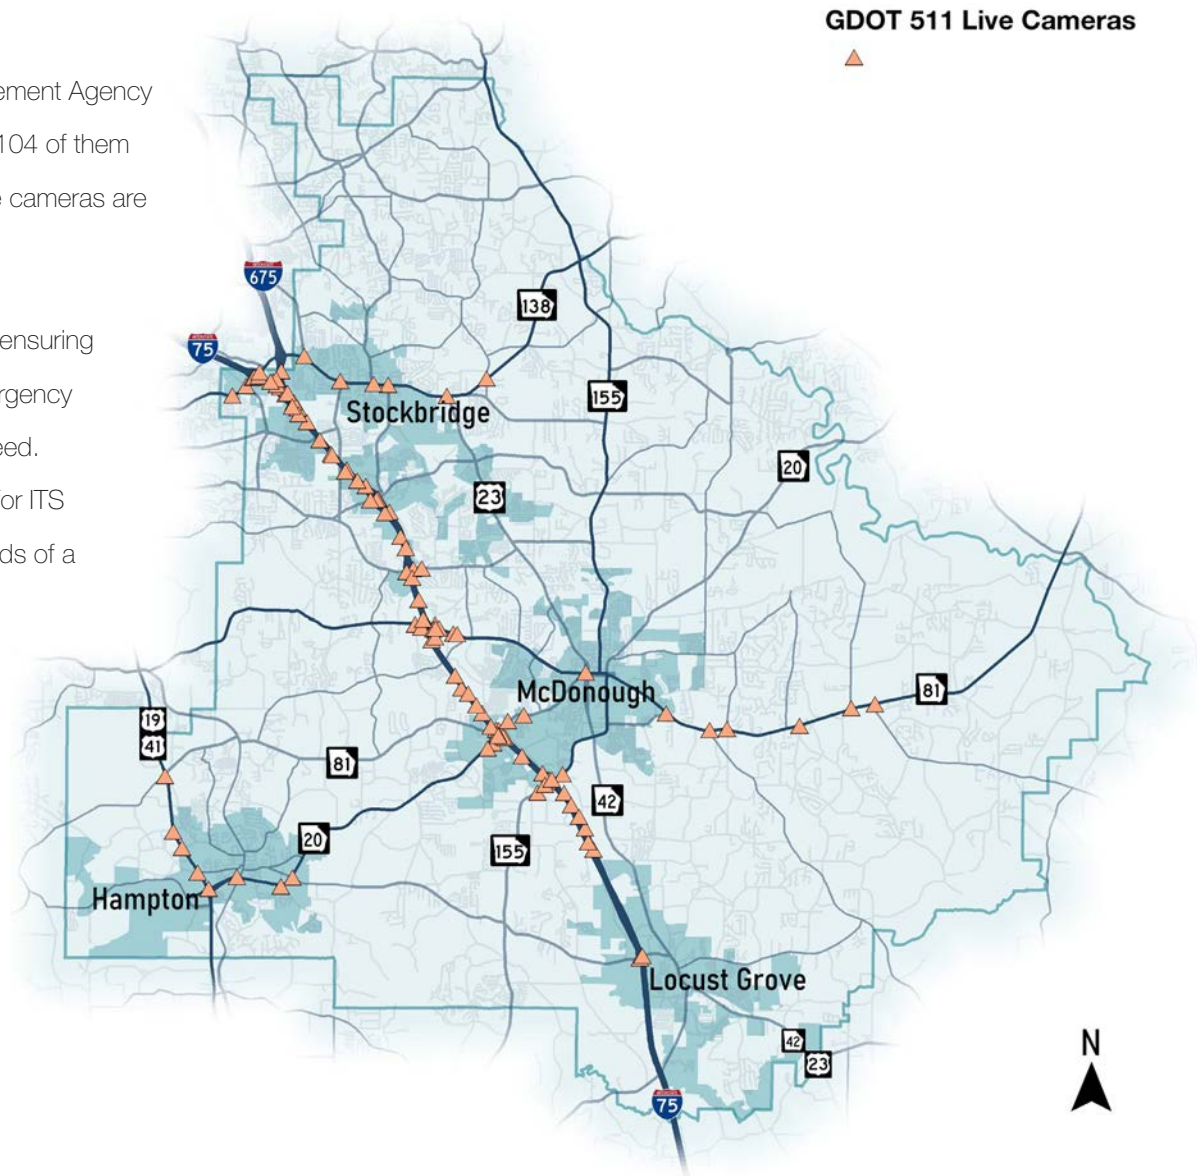 GDOT 511 Live Cameras
ement Agency
104 of them
cameras are
ensuring
rgency
eed.
for ITS
ds of a
675
75
138
155
Stockbridge
20
23
McDonough
81
19
41
81
42
20
155
Hampton
Locust Grove
42
23
75
N